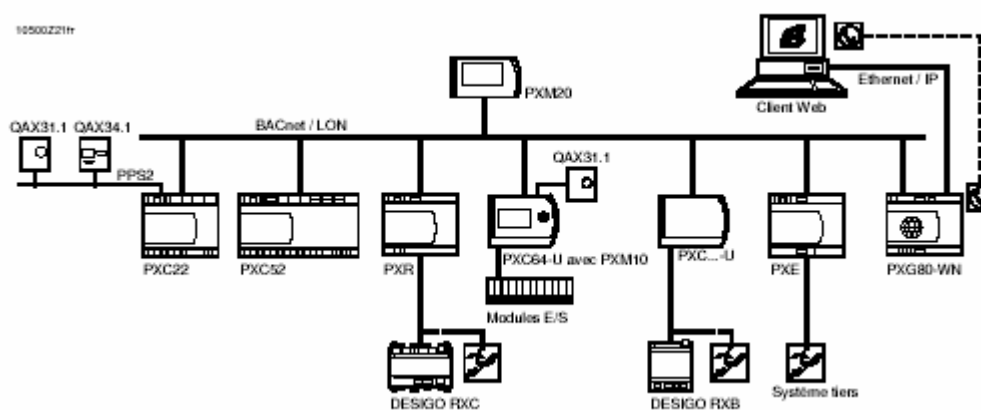 10500Z21fr
PXM20
Ethernet / IP
Client Web
BACnet / LON
QAX31.1
QAX34.1
QAX31.1
PPS2
PXC22
PXC52
PXR
PXC64-U avec PXM10
PXC...-U
PXE
PXG80-WN
Modules E/S
DESIGO RXC
DESIGO RXB
Système tiers